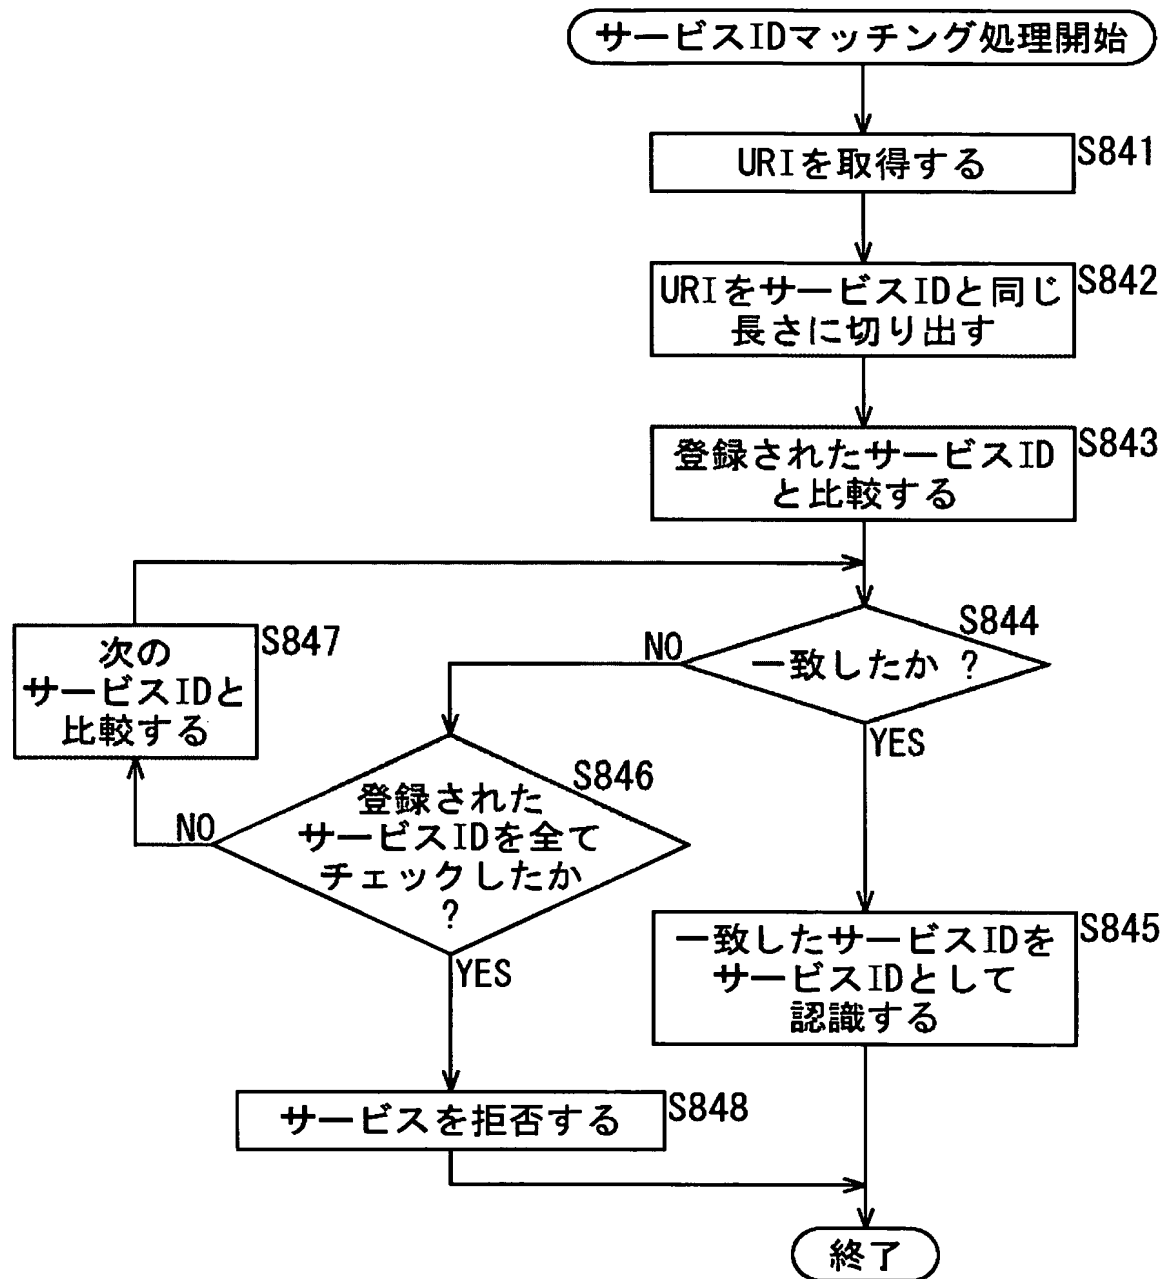 サービスIDマッチング処理開始
S841
URIを取得する
S842
URIをサービスIDと同じ
長さに切り出す
S843
登録されたサービスID
と比較する
S844
一致したか ?
NO
YES
S847
次の
サービスIDと
比較する
S846
登録された
サービスIDを全て
チェックしたか
?
NO
YES
S845
一致したサービスIDを
サービスIDとして
認識する
S848
サービスを拒否する
終了